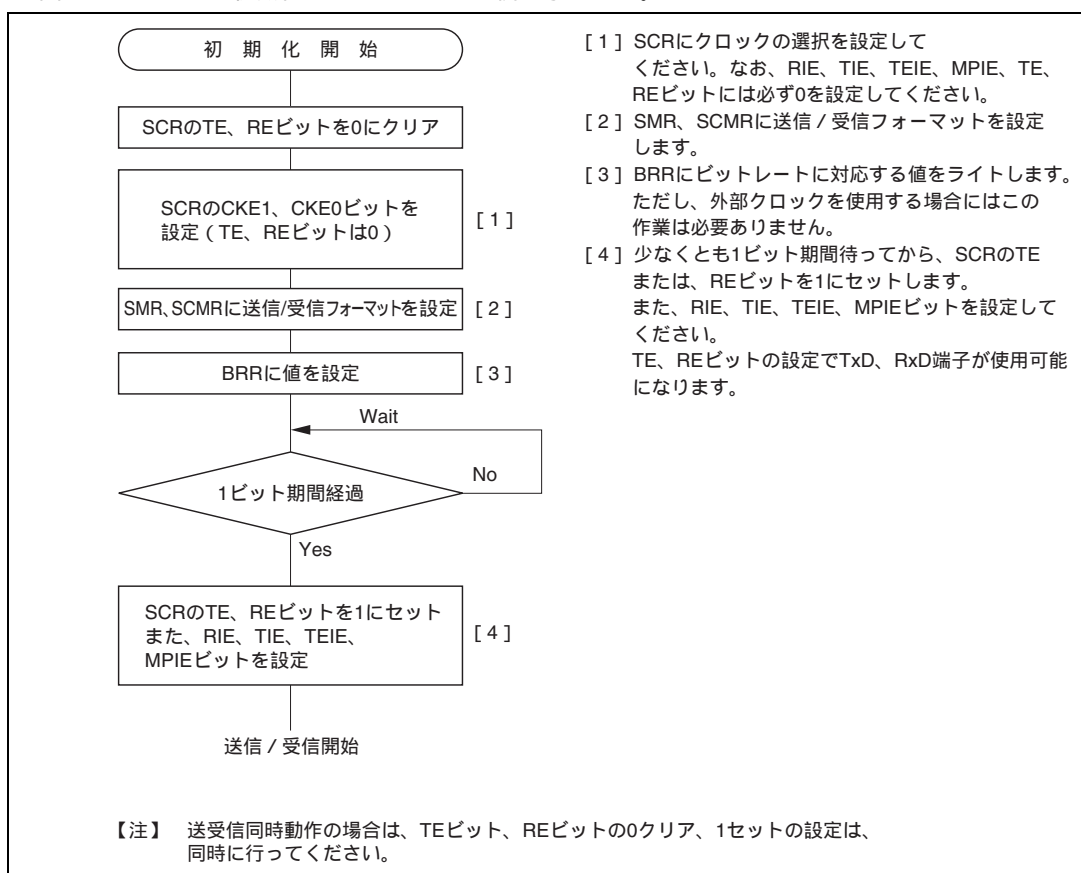 初 期 化 開 始
SCRのTE、REビットを0にクリア
SCRのCKE1、CKE0ビットを
設定(TE、REビットは0)
[1]
SMR、SCMRに送信/受信フォーマットを設定
[2]
BRRに値を設定
[3]
Wait
1ビット期間経過
No
Yes
SCRのTE、REビットを1にセット
また、RIE、TIE、TEIE、
MPIEビットを設定
[4]
送信/受信開始
[1] SCRにクロックの選択を設定して
ください。なお、RIE、TIE、TEIE、MPIE、TE、
REビットには必ず0を設定してください。
[2] SMR、SCMRに送信/受信フォーマットを設定
します。
[3] BRRにビットレートに対応する値をライトします。
ただし、外部クロックを使用する場合にはこの
作業は必要ありません。
[4] 少なくとも1ビット期間待ってから、SCRのTE
または、REビットを1にセットします。
また、RIE、TIE、TEIE、MPIEビットを設定して
ください。
TE、REビットの設定でTxD、RxD端子が使用可能
になります。
【注】 送受信同時動作の場合は、TEビット、REビットの0クリア、1セットの設定は、
同時に行ってください。